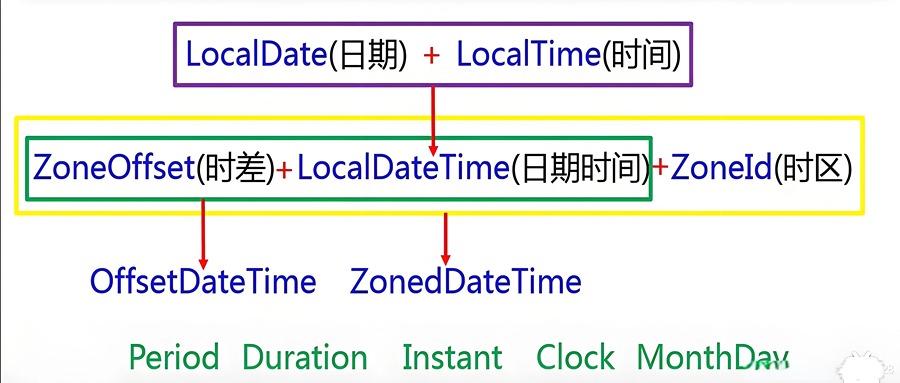 LocalDate(日期) + LocalTime(时间)
ZoneOffset(时差)+LocalDateTime(日期时间)+ZoneId(时区)
OffsetDateTime ZonedDateTime
Period Duration Instant Clock MonthDay